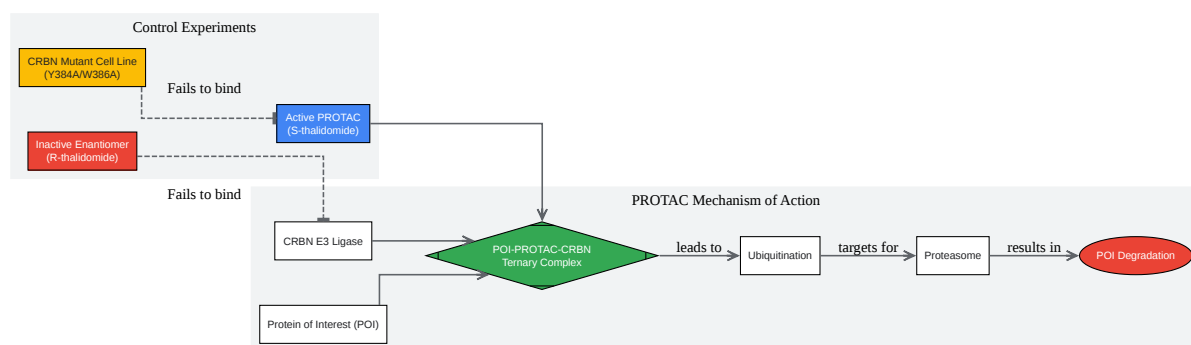 Control Experiments
CRBN Mutant Cell Line
(Y384A/W386A)
Fails to bind
Active PROTAC
(S-thalidomide)
Inactive Enantiomer
(R-thalidomide)
Fails to bind
PROTAC Mechanism of Action
CRBN E3 Ligase
POI-PROTAC-CRBN
Ternary Complex
leads to
Ubiquitination
targets for
Proteasome
results in
POI Degradation
Protein of Interest (POI)